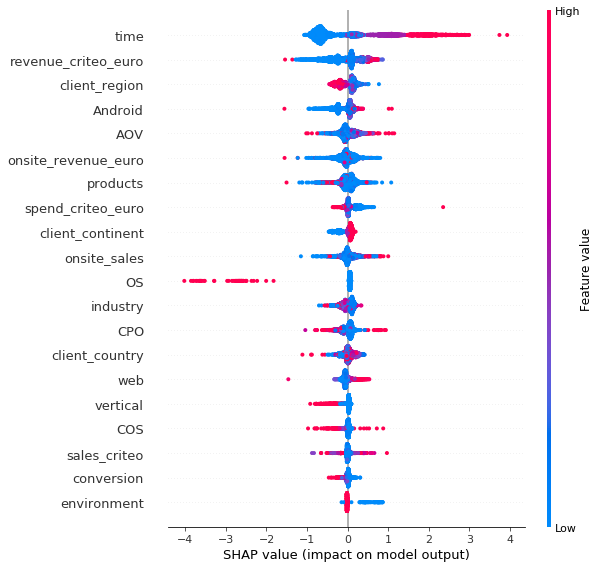 High
time
revenue_criteo_euro
client_region
Android
AOV
onsite_revenue_euro
products
spend_criteo_euro
client_continent
onsite_sales
OS
industry
CPO
client_country
web
vertical
COS
sales_criteo
conversion
environment
Feature value
Low
−4 −3 −2 −1 0 1 2 3 4
SHAP value (impact on model output)